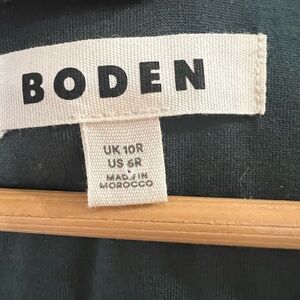 BODEN
UK 10R
US 6R
MADE IN
MOROCCO